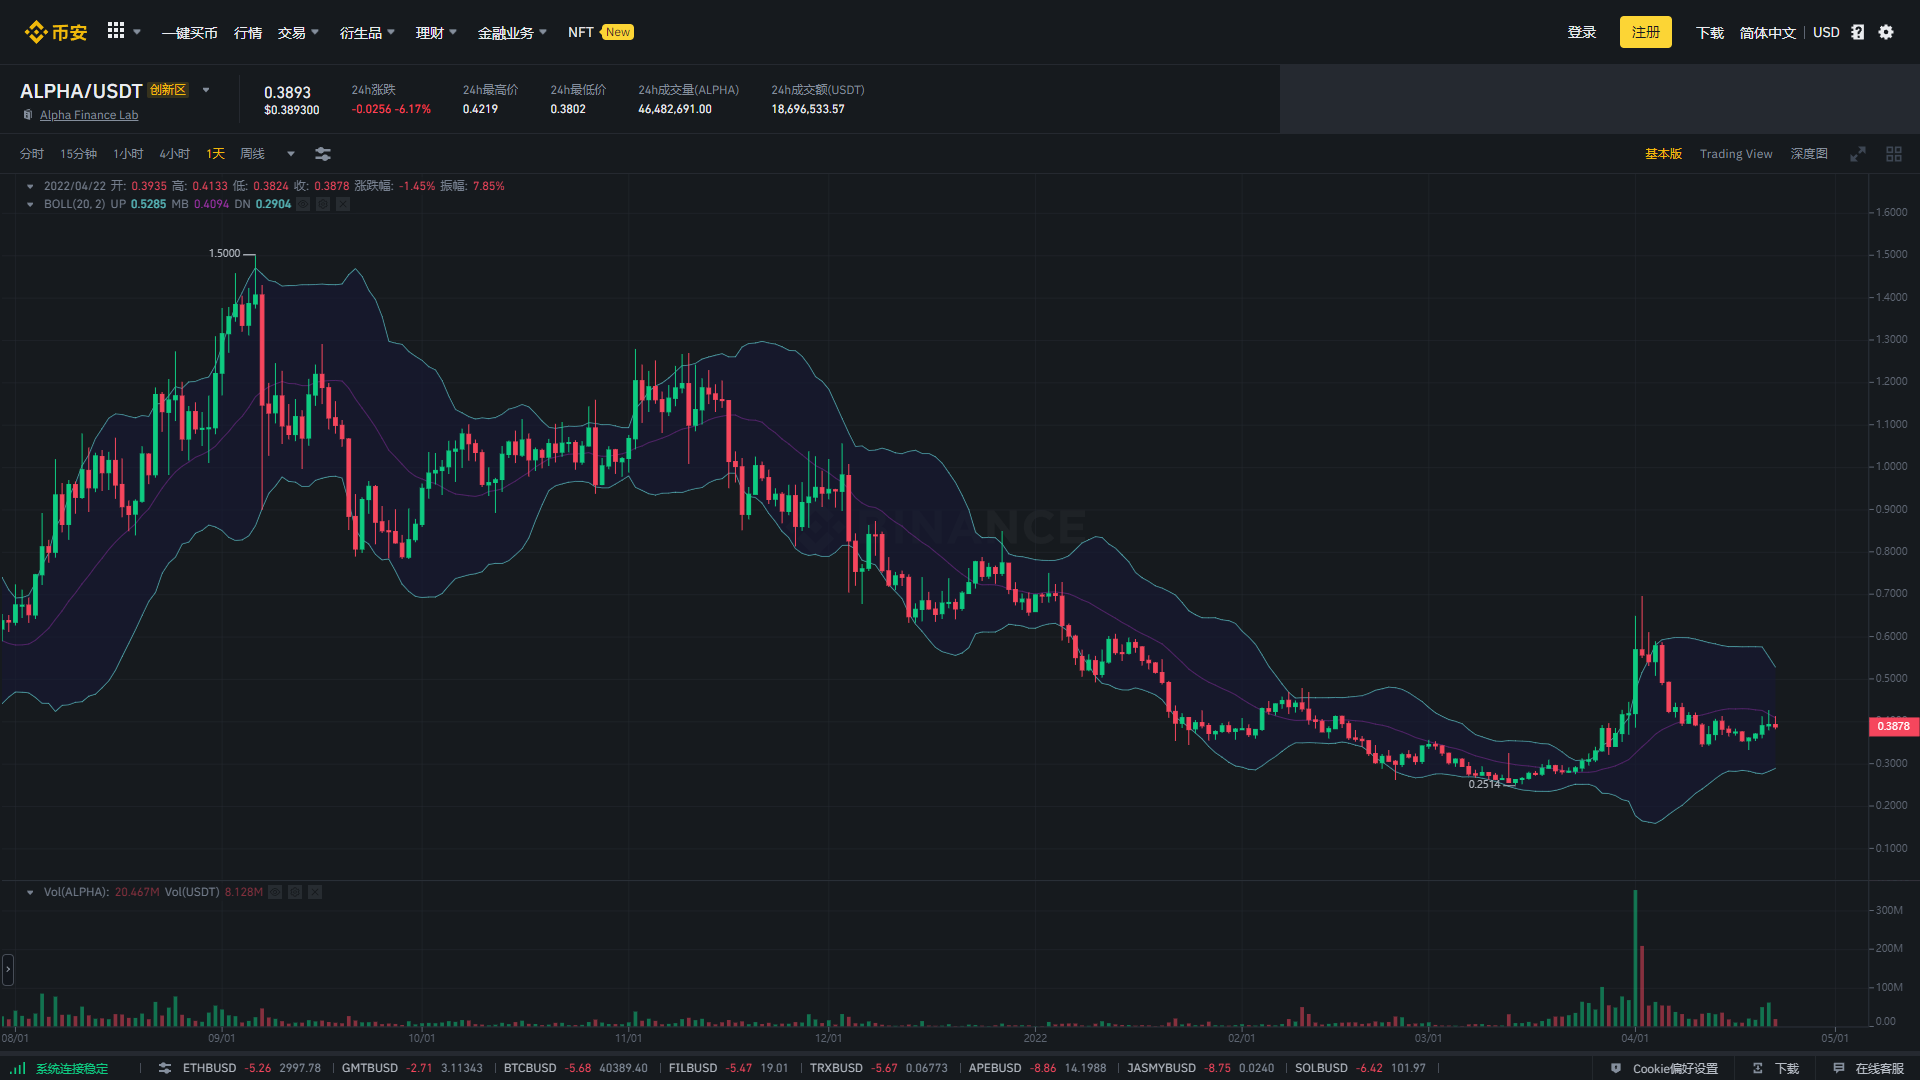 币安 一键买币 行情 交易 衍生品 理财 金融业务 NFT New 登录 注册 下载 简体中文 USD
ALPHA/USDT 创新区
Alpha Finance Lab
0.3893
$0.389300
24h涨跌
-0.0256 -6.17%
24h最高价
0.4219
24h最低价
0.3802
24h成交量(ALPHA)
46,482,691.00
24h成交额(USDT)
18,696,533.57
分时 15分钟 1小时 4小时 1天 周线 基本版 Trading View 深度图
2022/04/22 开: 0.3935 高: 0.4133 低: 0.3824 收: 0.3878 涨跌幅: -1.45% 振幅: 7.85%
BOLL(20, 2) UP 0.5285 MB 0.4094 DN 0.2904
1.5000
0.2514
BINANCE
1.6000
1.5000
1.4000
1.3000
1.2000
1.1000
1.0000
0.9000
0.8000
0.7000
0.6000
0.5000
0.3878
0.3000
0.2000
0.1000
Vol(ALPHA): 20.467M Vol(USDT) 8.128M
300M
200M
100M
0.00
08/01 09/01 10/01 11/01 12/01 2022 02/01 03/01 04/01 05/01
系统连接稳定 ETHBUSD -5.26 2997.78 GMTBUSD -2.71 3.11343 BTCBUSD -5.68 40389.40 FILBUSD -5.47 19.01 TRXBUSD -5.67 0.06773 APEBUSD -8.86 14.1988 JASMYBUSD -8.75 0.0240 SOLBUSD -6.42 101.97 Cookie偏好设置 下载 在线客服